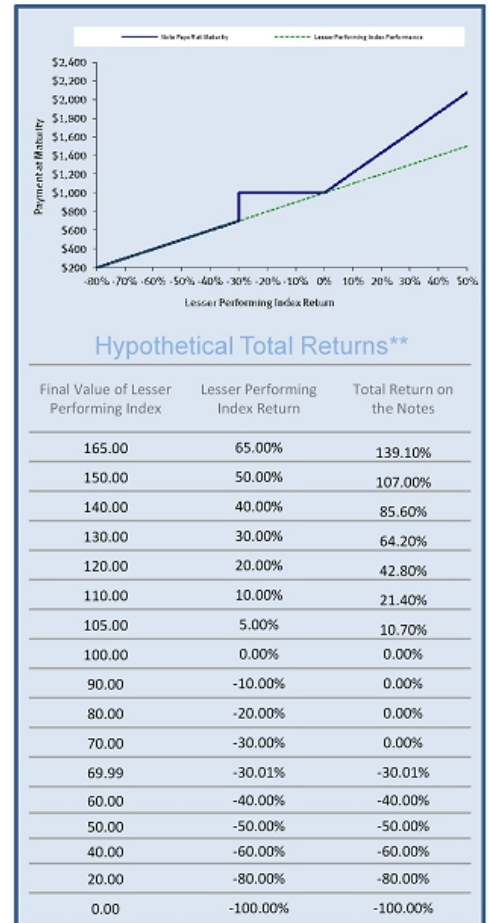 Note Payoff at Maturity Lesser Performing Index Performance
$2,400
$2,200
$2,000
$1,800
$1,600
$1,400
$1,200
$1,000
$800
$600
$400
$200
Payment at Maturity
-80% -70% -60% -50% -40% -30% -20% -10% 0% 10% 20% 30% 40% 50%
Lesser Performing Index Return
Hypothetical Total Returns**
Final Value of Lesser Performing Index
Lesser Performing Index Return
Total Return on the Notes
165.00 65.00% 139.10%
150.00 50.00% 107.00%
140.00 40.00% 85.60%
130.00 30.00% 64.20%
120.00 20.00% 42.80%
110.00 10.00% 21.40%
105.00 5.00% 10.70%
100.00 0.00% 0.00%
90.00 -10.00% 0.00%
80.00 -20.00% 0.00%
70.00 -30.00% 0.00%
69.99 -30.01% -30.01%
60.00 -40.00% -40.00%
50.00 -50.00% -50.00%
40.00 -60.00% -60.00%
20.00 -80.00% -80.00%
0.00 -100.00% -100.00%